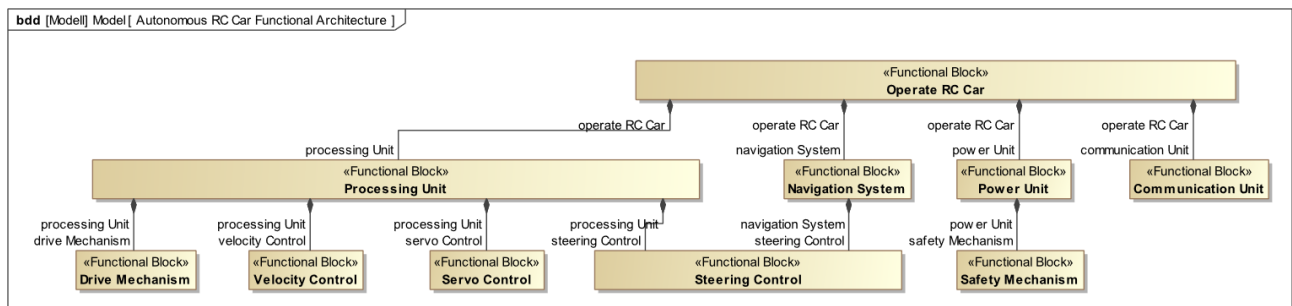 bdd [Modell] Model [ Autonomous RC Car Functional Architecture ]
«Functional Block»
Operate RC Car
operate RC Car
operate RC Car
operate RC Car
operate RC Car
processing Unit
navigation System
power Unit
communication Unit
«Functional Block»
Processing Unit
«Functional Block»
Navigation System
«Functional Block»
Power Unit
«Functional Block»
Communication Unit
processing Unit
drive Mechanism
processing Unit
velocity Control
processing Unit
servo Control
processing Unit
steering Control
navigation System
steering Control
power Unit
safety Mechanism
«Functional Block»
Drive Mechanism
«Functional Block»
Velocity Control
«Functional Block»
Servo Control
«Functional Block»
Steering Control
«Functional Block»
Safety Mechanism